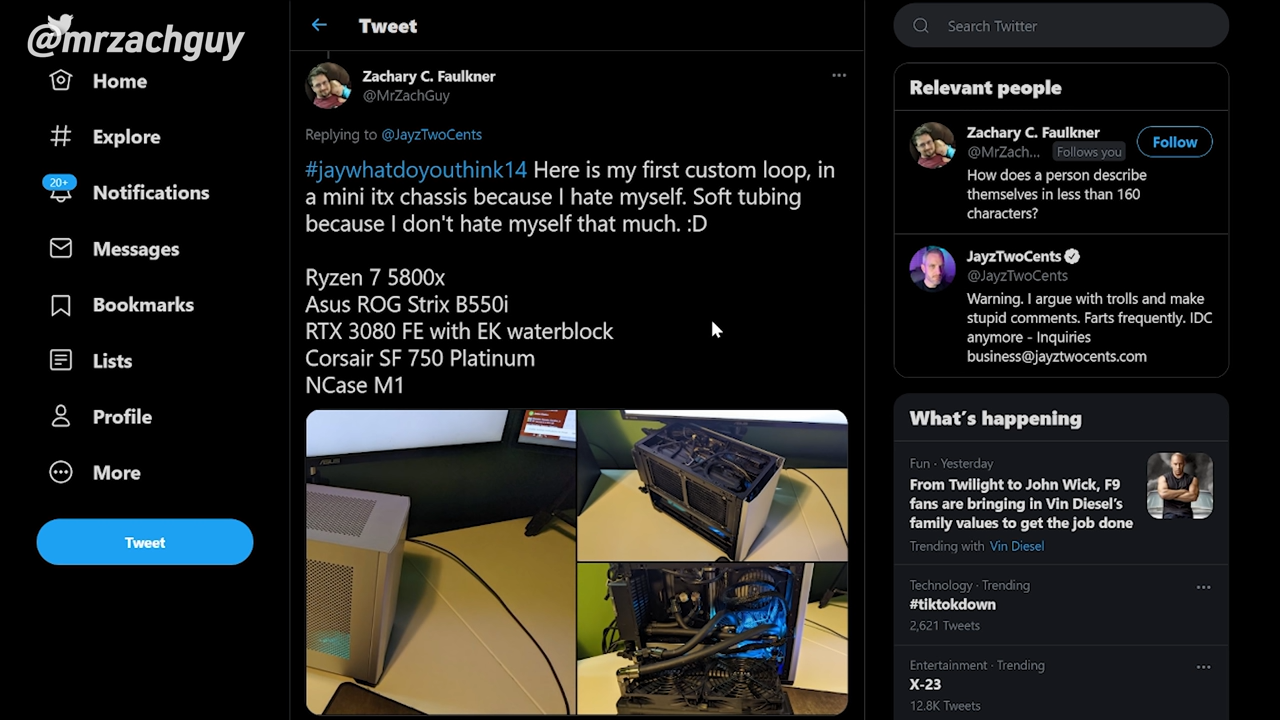 @mrzachguy
Home
Explore
20+
Notifications
Messages
Bookmarks
Lists
Profile
More
Tweet
Tweet
Zachary C. Faulkner
@MrZachGuy
Replying to @JayzTwoCents
#jaywhatdoyouthink14 Here is my first custom loop, in
a mini itx chassis because I hate myself. Soft tubing
because I don't hate myself that much. :D
Ryzen 7 5800x
Asus ROG Strix B550i
RTX 3080 FE with EK waterblock
Corsair SF 750 Platinum
NCase M1
Search Twitter
Relevant people
Zachary C. Faulkner
@MrZach... Follows you
Follow
How does a person describe
themselves in less than 160
characters?
JayzTwoCents
@JayzTwoCents
Warning. I argue with trolls and make
stupid comments. Farts frequently. IDC
anymore - Inquiries
business@jayztwocents.com
What's happening
Fun · Yesterday
From Twilight to John Wick, F9
fans are bringing in Vin Diesel's
family values to get the job done
Trending with Vin Diesel
Technology · Trending
#tiktokdown
2,621 Tweets
Entertainment · Trending
X-23
12.8K Tweets